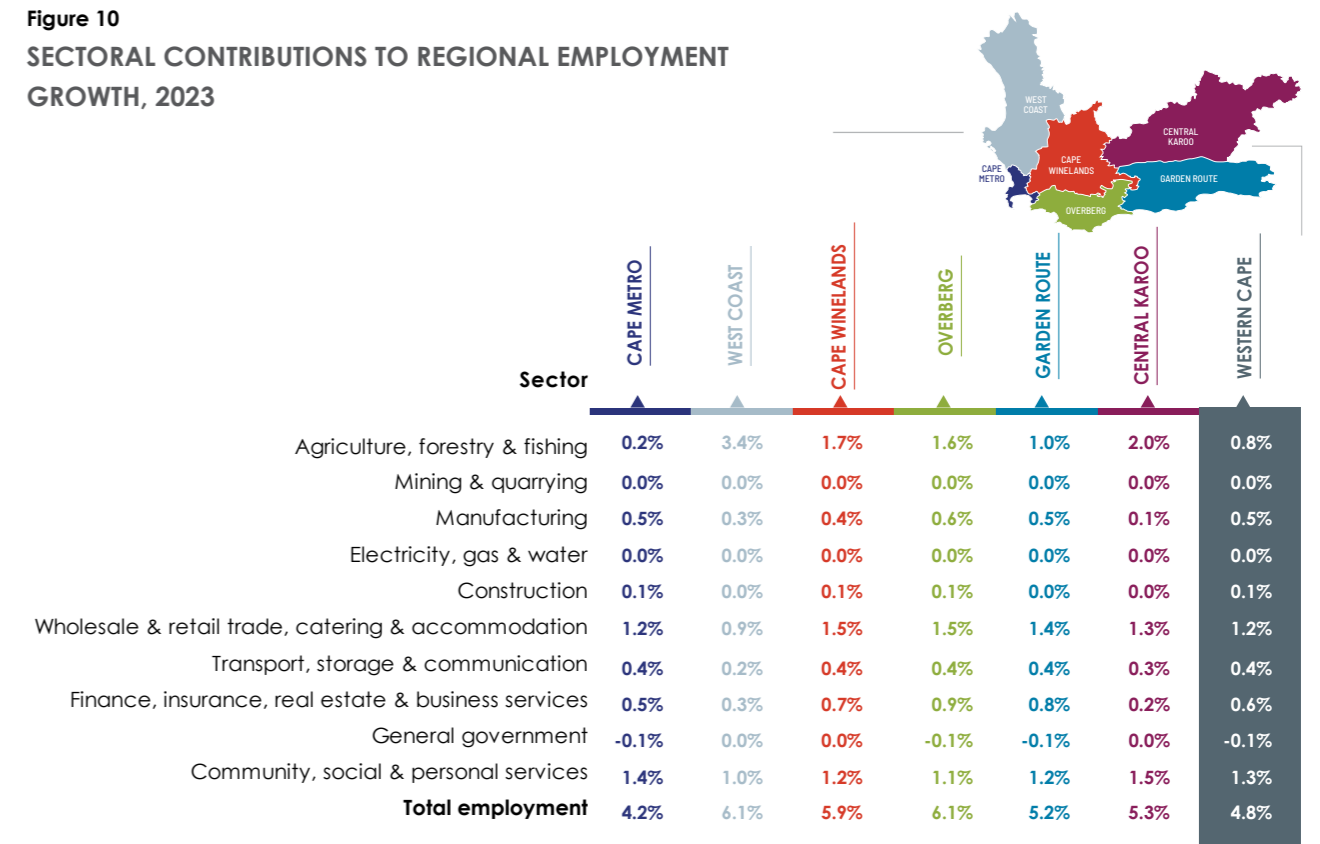 Figure 10
SECTORAL CONTRIBUTIONS TO REGIONAL EMPLOYMENT
GROWTH, 2023
WEST
COAST
CENTRAL
KAROO
CAPE
METRO
CAPE
WINELANDS
GARDEN ROUTE
OVERBERG
Sector
CAPE METRO
WEST COAST
CAPE WINELANDS
OVERBERG
GARDEN ROUTE
CENTRAL KAROO
WESTERN CAPE
Agriculture, forestry & fishing 0.2% 3.4% 1.7% 1.6% 1.0% 2.0% 0.8%
Mining & quarrying 0.0% 0.0% 0.0% 0.0% 0.0% 0.0% 0.0%
Manufacturing 0.5% 0.3% 0.4% 0.6% 0.5% 0.1% 0.5%
Electricity, gas & water 0.0% 0.0% 0.0% 0.0% 0.0% 0.0% 0.0%
Construction 0.1% 0.0% 0.1% 0.1% 0.0% 0.0% 0.1%
Wholesale & retail trade, catering & accommodation 1.2% 0.9% 1.5% 1.5% 1.4% 1.3% 1.2%
Transport, storage & communication 0.4% 0.2% 0.4% 0.4% 0.4% 0.3% 0.4%
Finance, insurance, real estate & business services 0.5% 0.3% 0.7% 0.9% 0.8% 0.2% 0.6%
General government -0.1% 0.0% 0.0% -0.1% -0.1% 0.0% -0.1%
Community, social & personal services 1.4% 1.0% 1.2% 1.1% 1.2% 1.5% 1.3%
Total employment 4.2% 6.1% 5.9% 6.1% 5.2% 5.3% 4.8%